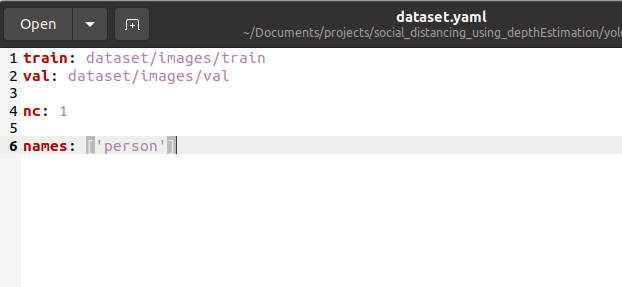 Open
dataset.yaml
~/Documents/projects/social_distancing_using_depthEstimation/yolo
1 train: dataset/images/train
2 val: dataset/images/val
3
4 nc: 1
5
6 names: ['person']